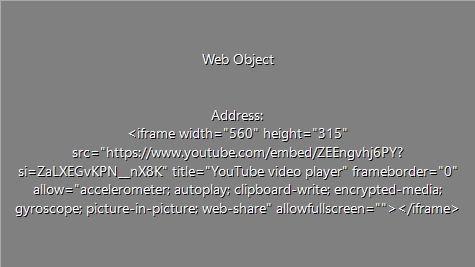 Web Object
Address:
<iframe width="560" height="315"
src="https://www.youtube.com/embed/ZEEngvhj6PY?
si=ZaLXEGvKPN__nX8K" title="YouTube video player" frameborder="0"
allow="accelerometer; autoplay; clipboard-write; encrypted-media;
gyroscope; picture-in-picture; web-share" allowfullscreen=""></iframe>